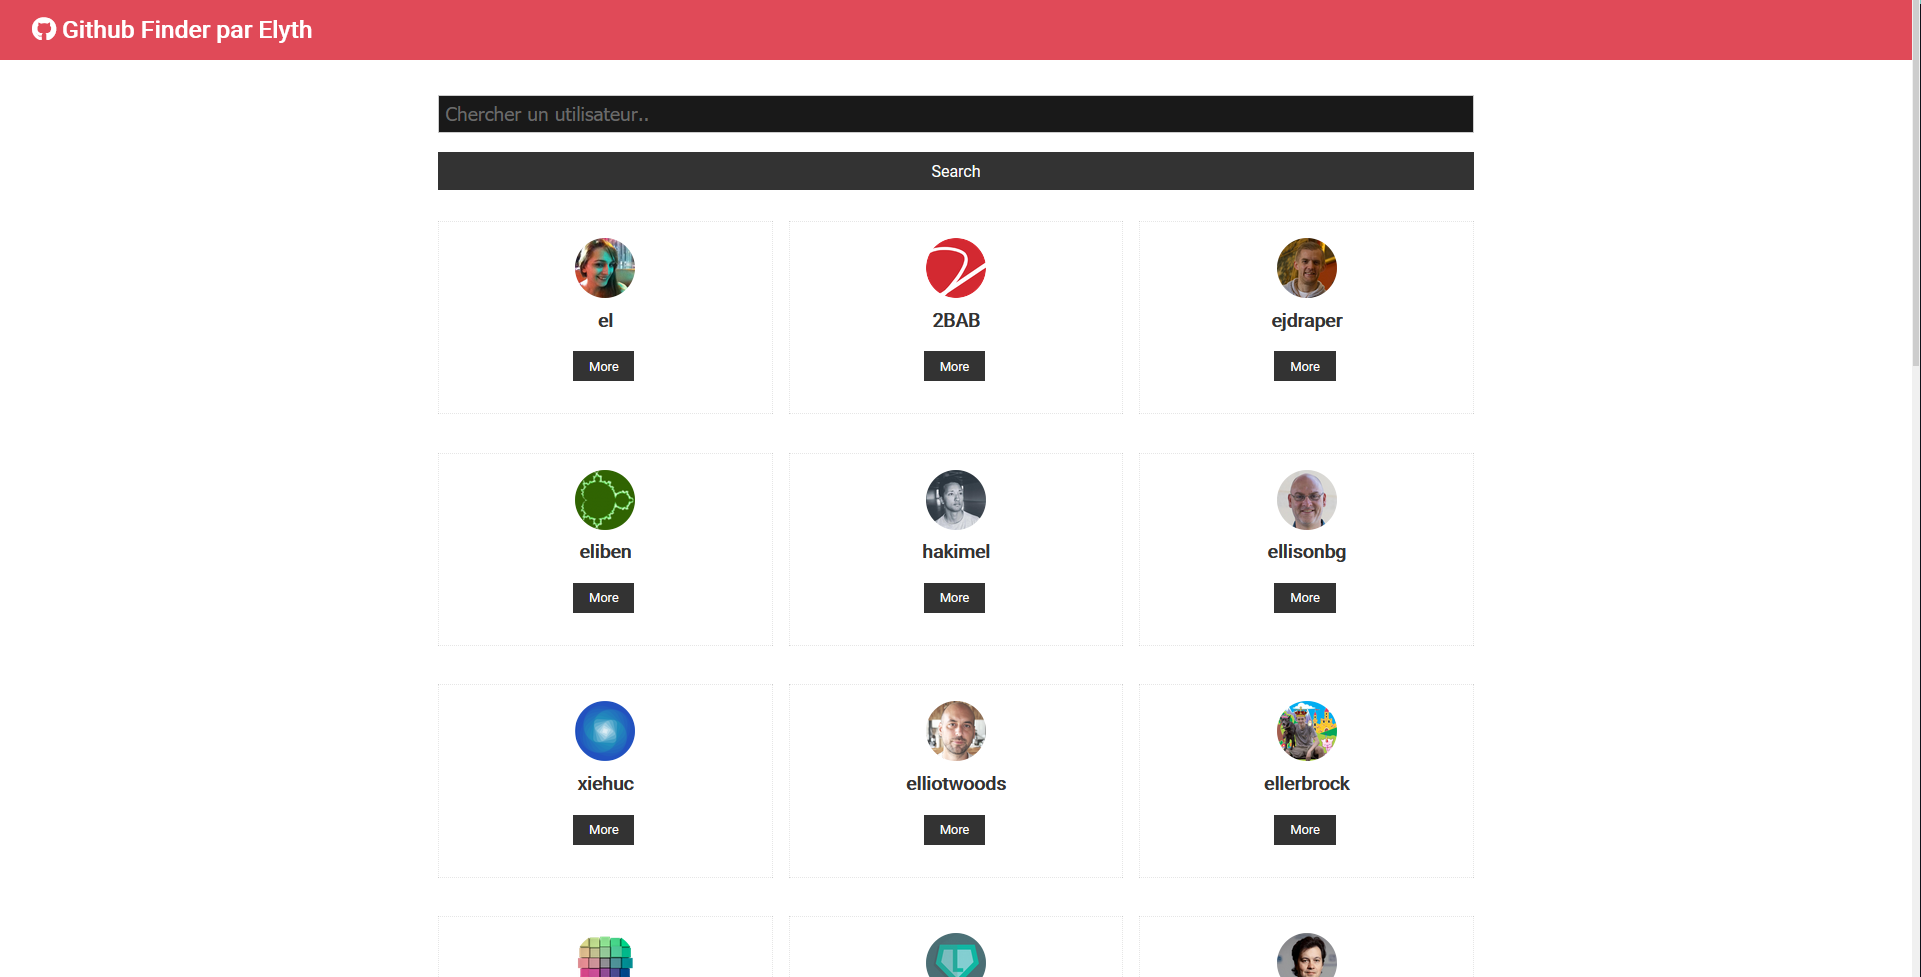 Github Finder par Elyth
Chercher un utilisateur..
Search
el
2BAB
ejdraper
More
More
More
eliben
hakimel
ellisonbg
More
More
More
xiehuc
elliotwoods
ellerbrock
More
More
More
L